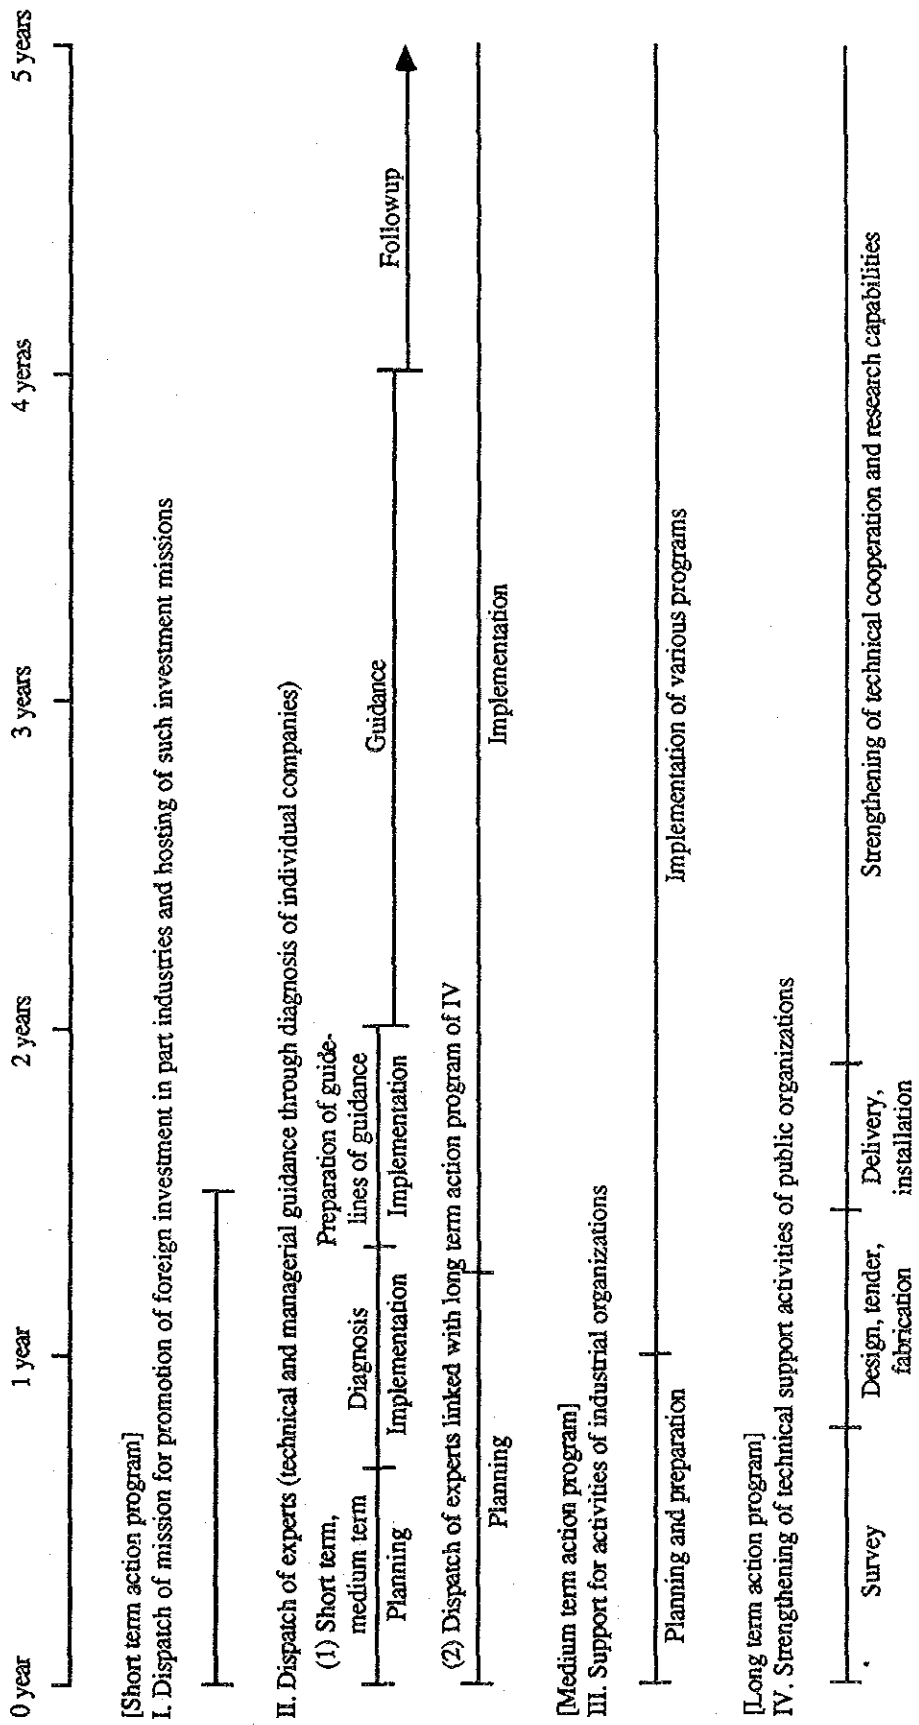 0 year
1 year
2 years
3 years
4 yeras
5 years
[Short term action program]
I. Dispatch of mission for promotion of foreign investment in part industries and hosting of such investment missions
II. Dispatch of experts (technical and managerial guidance through diagnosis of individual companies)
(1) Short term,
medium term
Planning
Diagnosis
Implementation
Preparation of guide-
lines of guidance
Implementation
Guidance
Followup
(2) Dispatch of experts linked with long term action program of IV
Planning
Implementation
[Medium term action program]
III. Support for activities of industrial organizations
Planning and preparation
Implementation of various programs
[Long term action program]
IV. Strengthening of technical support activities of public organizations
Survey
Design, tender,
fabrication
Delivery,
installation
Strengthening of technical cooperation and research capabilities